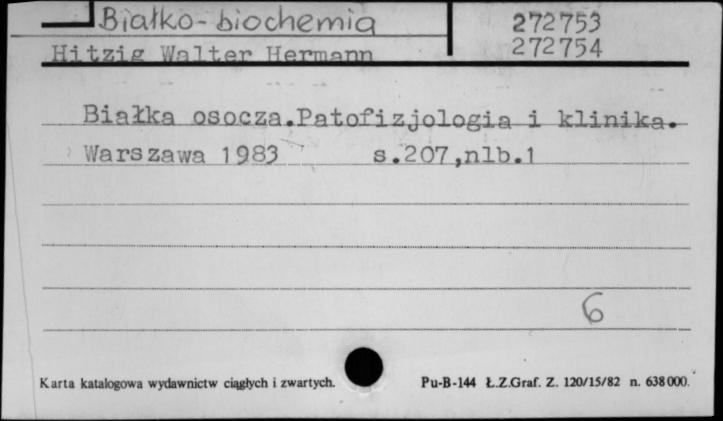 Białko-biochemia
272753
272754
Hitzig Walter Hermann
Białka osocza.Patofizjologia i klinika.
Warszawa 1983 s.207,nlb.1
6
Karta katalogowa wydawnictw ciągłych i zwartych.
Pu-B-144 Ł.Z.Graf. Z. 120/15/82 n. 638000.